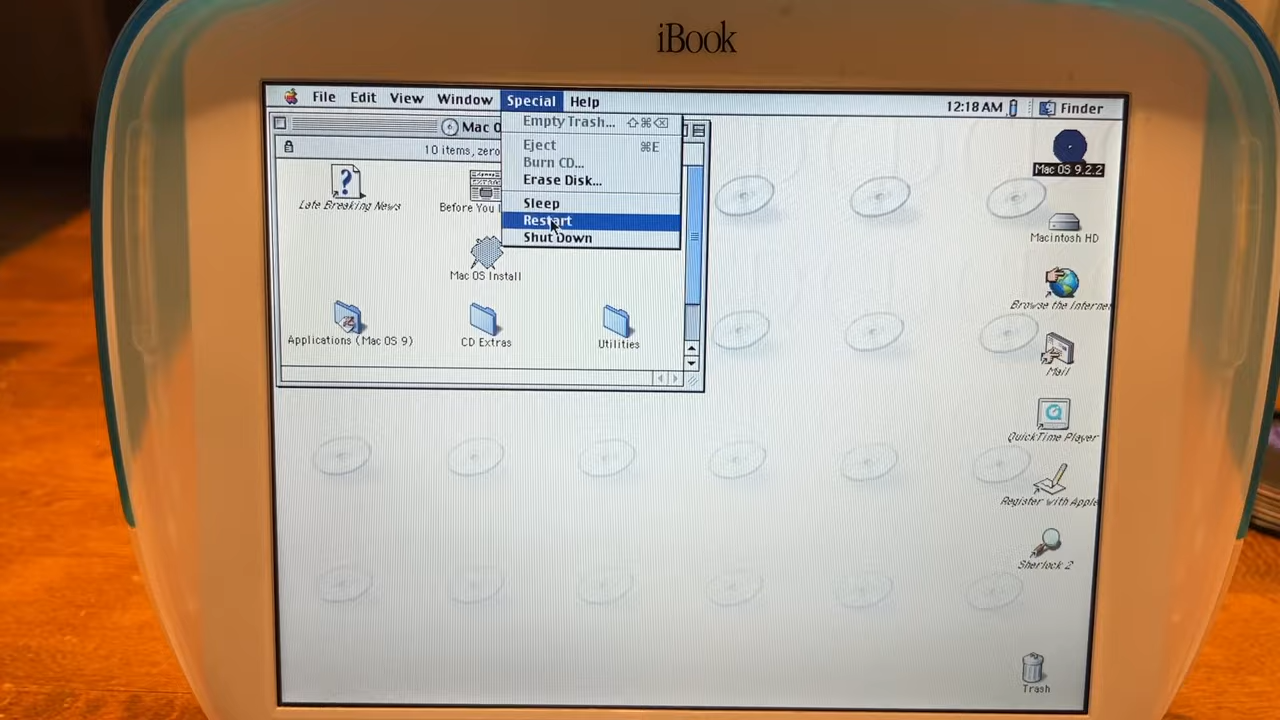 iBook
File Edit View Window Special Help
12:18 AM
Finder
Mac O
10 items, zero
Empty Trash... ⇧⌘⌫
Eject ⌘E
Burn CD...
Erase Disk...
Sleep
Restart
Shut Down
Late Breaking News
Before You I
Mac OS Install
Applications (Mac OS 9)
CD Extras
Utilities
Mac OS 9.2.2
Macintosh HD
Browse the Internet
Mail
QuickTime Player
Register with Apple
Sherlock 2
Trash